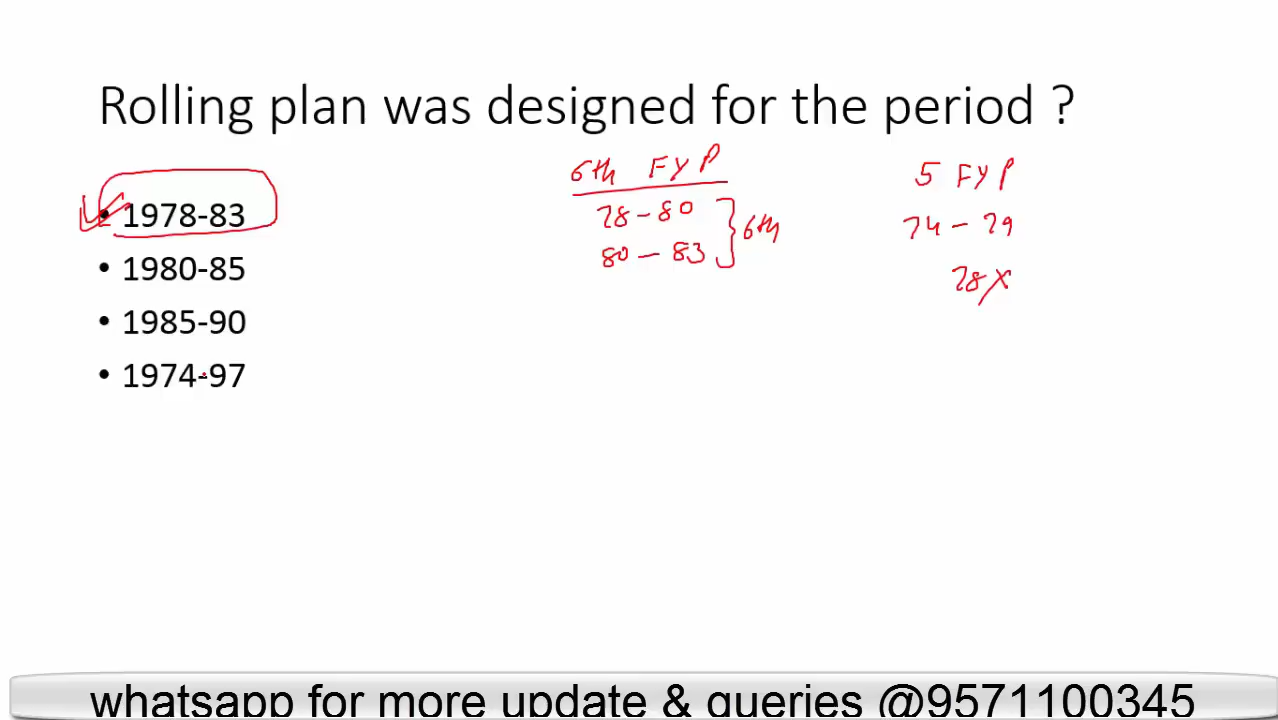 Rolling plan was designed for the period ?
• 1978-83
• 1980-85
• 1985-90
• 1974-97
6th FYP
78-80
80-83
6th
5 FYP
74-79
78
whatsapp for more update & queries @9571100345